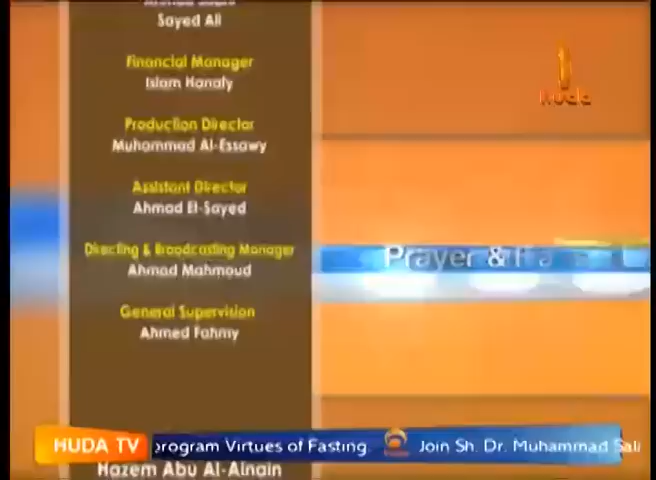 Sayed Ali
Financial Manager
Islam Hanafy
Production Director
Muhammad Al-Essawy
Assistant Director
Ahmad El-Sayed
Directing & Broadcasting Manager
Ahmad Mahmoud
General Supervision
Ahmed Fahmy
huda
Prayer &
HUDA TV
program Virtues of Fasting.
Join Sh. Dr. Muhammad Sali
Hazem Abu Al-Ainain